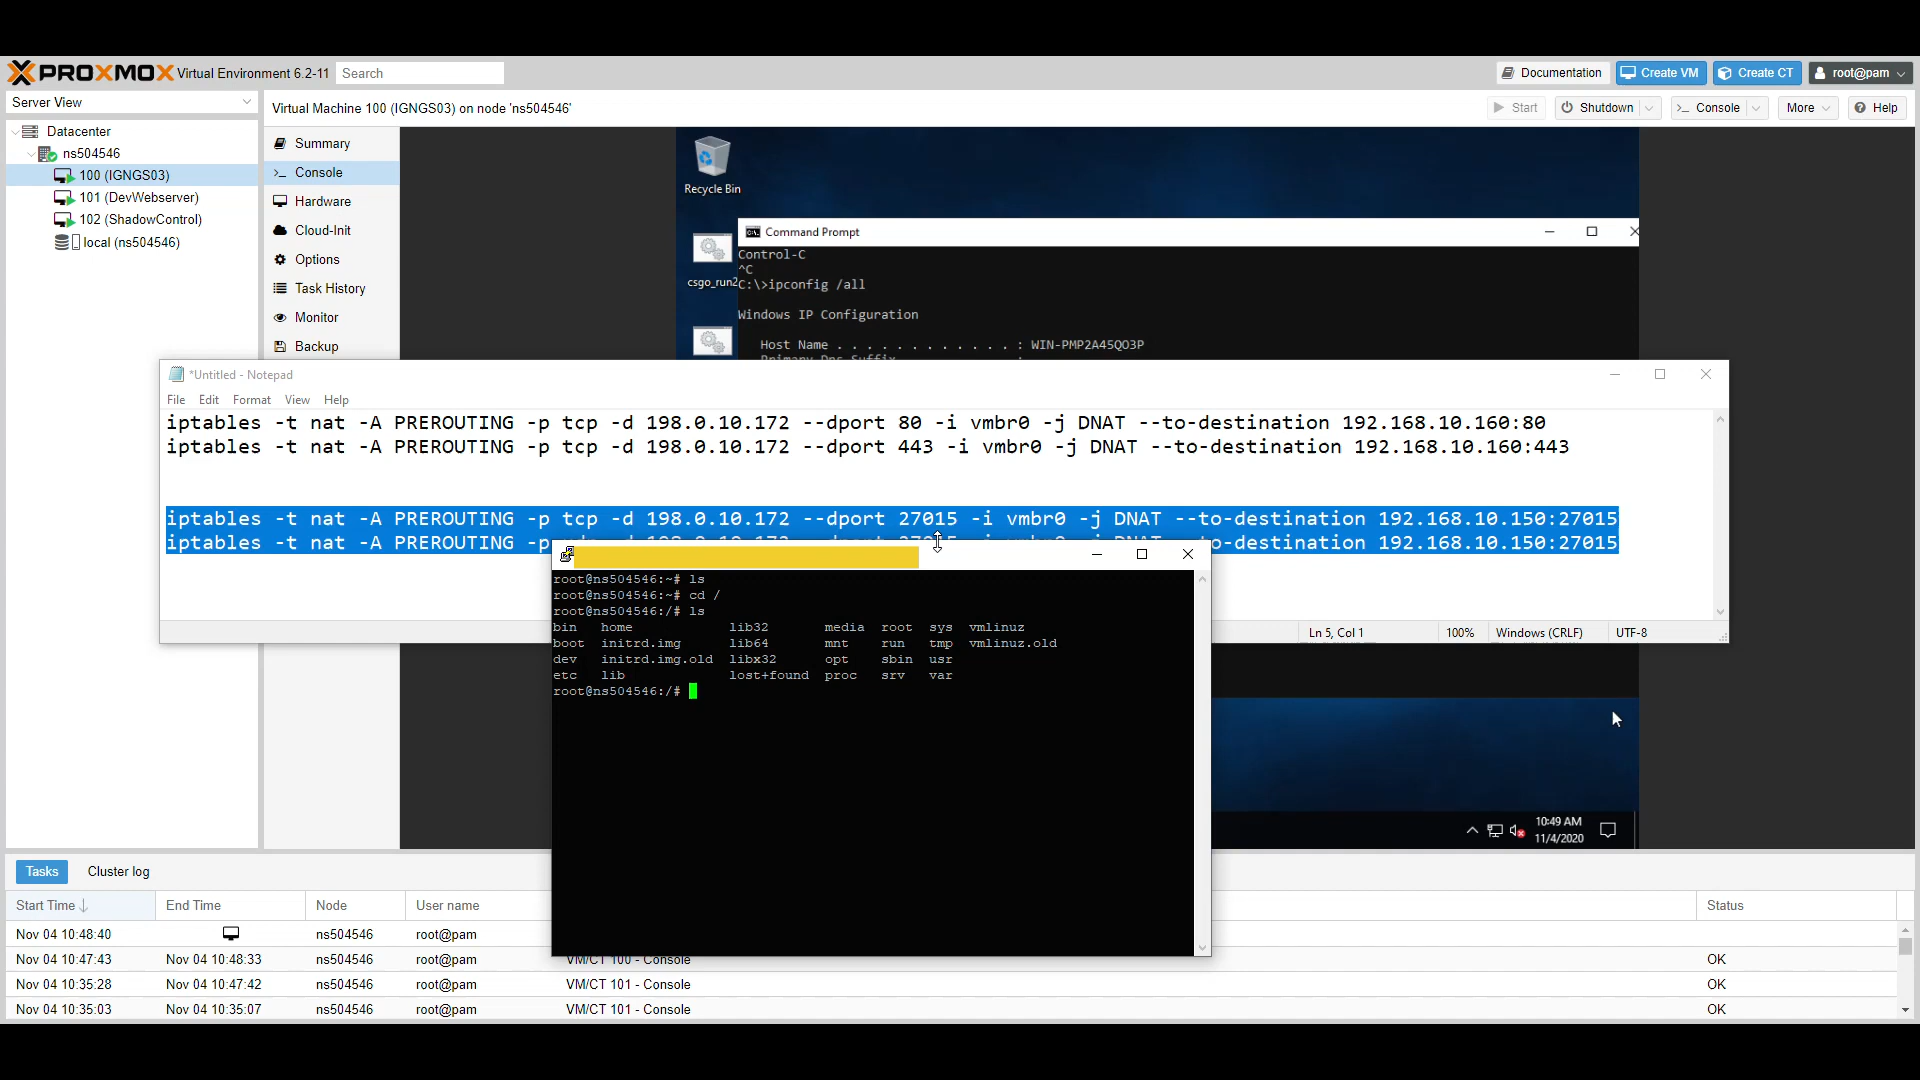 PROXMOX Virtual Environment 6.2-11 Search
Documentation Create VM Create CT root@pam
Server View
Virtual Machine 100 (IGNGS03) on node 'ns504546'
Start Shutdown Console More Help
Datacenter
ns504546
100 (IGNGS03)
101 (DevWebserver)
102 (ShadowControl)
local (ns504546)
Summary
Console
Hardware
Cloud-Init
Options
Task History
Monitor
Backup
Recycle Bin
csgo_run2
Command Prompt
Control-C
^C
C:\>ipconfig /all
Windows IP Configuration
Host Name . . . . . . . . . . . . : WIN-PMP2A45QO3P
Primary Dns Suffix
*Untitled - Notepad
File Edit Format View Help
iptables -t nat -A PREROUTING -p tcp -d 198.0.10.172 --dport 80 -i vmbr0 -j DNAT --to-destination 192.168.10.160:80
iptables -t nat -A PREROUTING -p tcp -d 198.0.10.172 --dport 443 -i vmbr0 -j DNAT --to-destination 192.168.10.160:443
iptables -t nat -A PREROUTING -p tcp -d 198.0.10.172 --dport 27015 -i vmbr0 -j DNAT --to-destination 192.168.10.150:27015
iptables -t nat -A PREROUTING -p to-destination 192.168.10.150:27015
Ln 5, Col 1 100% Windows (CRLF) UTF-8
root@ns504546:~# ls
root@ns504546:~# cd /
root@ns504546:/# ls
bin home lib32 media root sys vmlinuz
boot initrd.img lib64 mnt run tmp vmlinuz.old
dev initrd.img.old libx32 opt sbin usr
etc lib lost+found proc srv var
root@ns504546:/#
10:49 AM
11/4/2020
Tasks Cluster log
Start Time End Time Node User name Status
Nov 04 10:48:40 ns504546 root@pam
Nov 04 10:47:43 Nov 04 10:48:33 ns504546 root@pam VM/CT 100 - Console OK
Nov 04 10:35:28 Nov 04 10:47:42 ns504546 root@pam VM/CT 101 - Console OK
Nov 04 10:35:03 Nov 04 10:35:07 ns504546 root@pam VM/CT 101 - Console OK